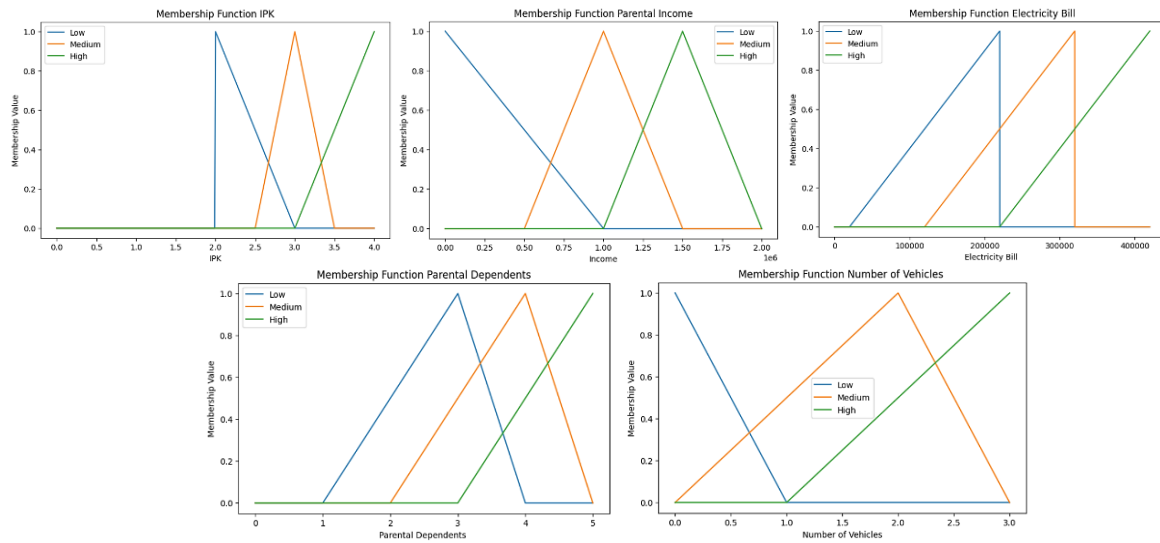 Membership Function IPK
Low
Medium
High
Membership Value
1.0
0.8
0.6
0.4
0.2
0.0
0.0 0.5 1.0 1.5 2.0 2.5 3.0 3.5 4.0
IPK
Membership Function Parental Income
Low
Medium
High
Membership Value
1.0
0.8
0.6
0.4
0.2
0.0
0.00 0.25 0.50 0.75 1.00 1.25 1.50 1.75 2.00
1e6
Income
Membership Function Electricity Bill
Low
Medium
High
Membership Value
1.0
0.8
0.6
0.4
0.2
0.0
0 100000 200000 300000 400000
Electricity Bill
Membership Function Parental Dependents
Low
Medium
High
Membership Value
1.0
0.8
0.6
0.4
0.2
0.0
0 1 2 3 4 5
Parental Dependents
Membership Function Number of Vehicles
Low
Medium
High
Membership Value
1.0
0.8
0.6
0.4
0.2
0.0
0.0 0.5 1.0 1.5 2.0 2.5 3.0
Number of Vehicles